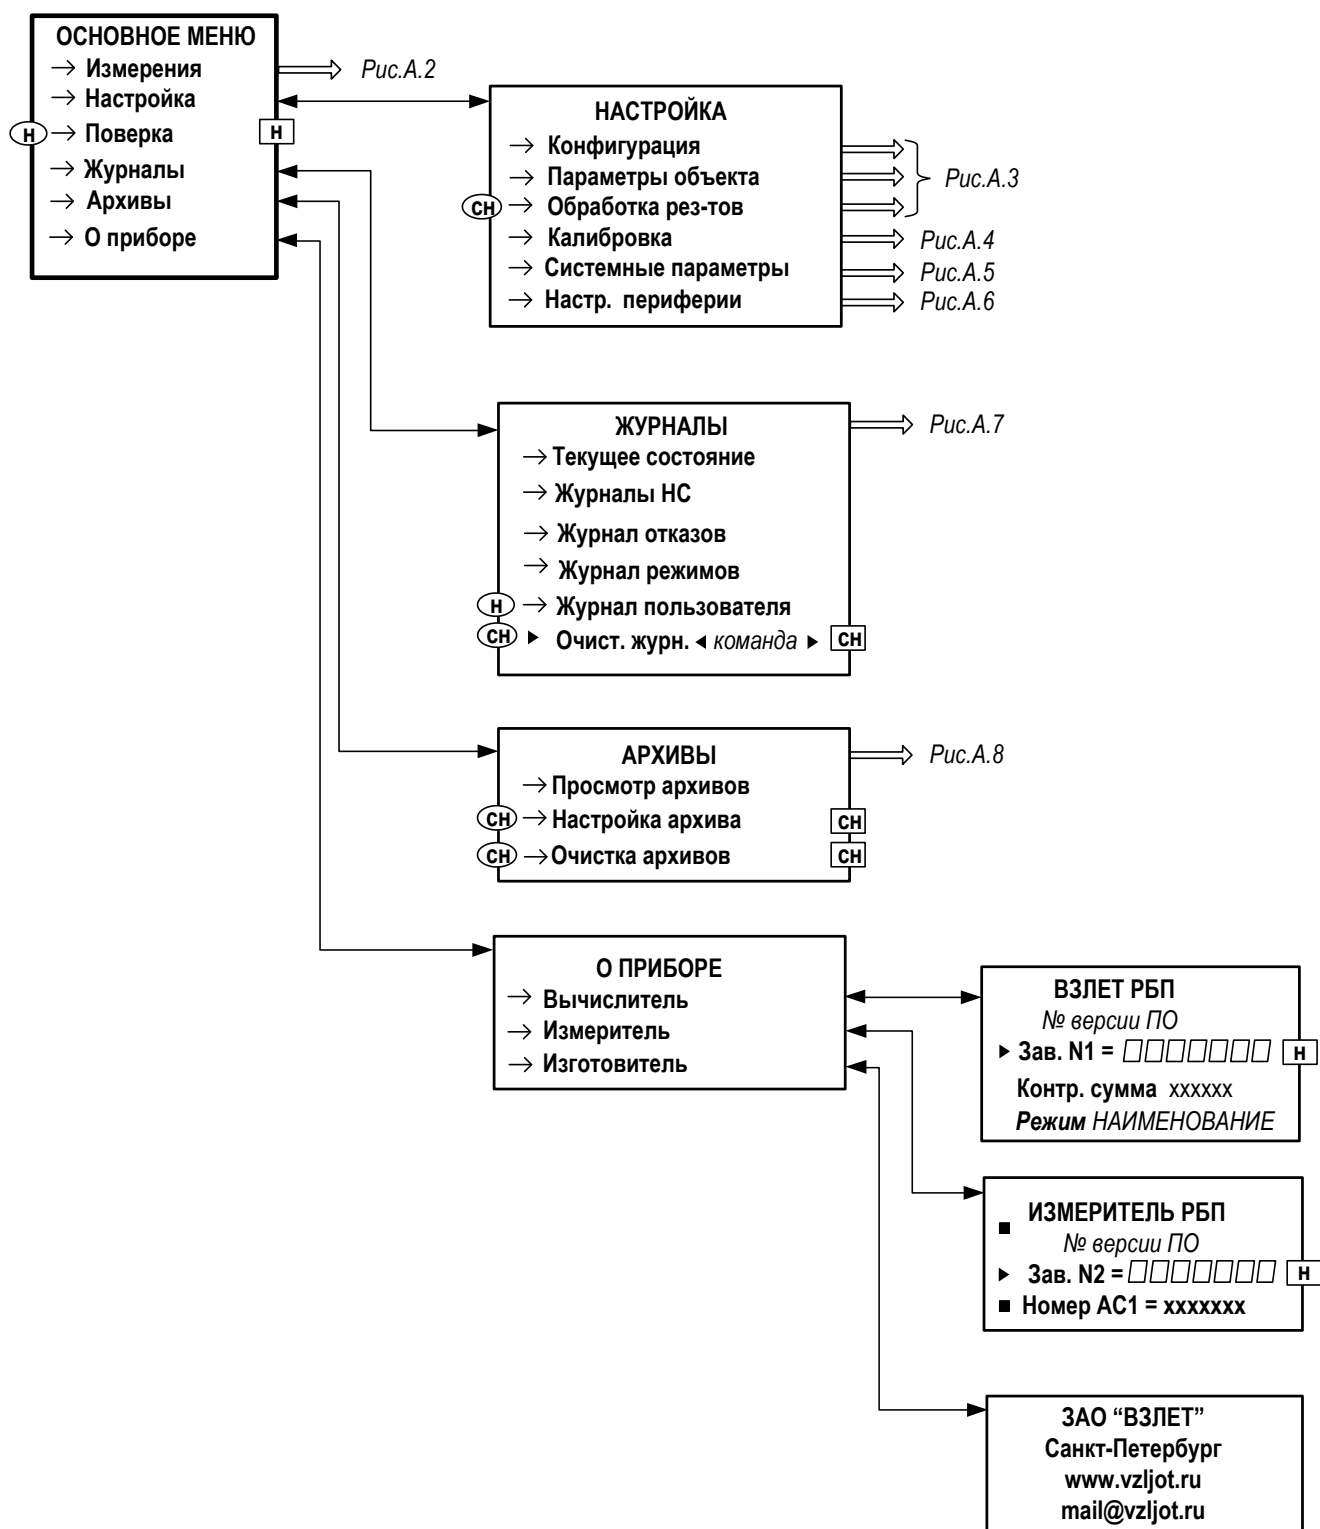 ОСНОВНОЕ МЕНЮ
→ Измерения
Рис.А.2
→ Настройка
Н → Поверка Н
→ Журналы
→ Архивы
→ О приборе
НАСТРОЙКА
→ Конфигурация
→ Параметры объекта
Рис.А.3
СН → Обработка рез-тов
→ Калибровка
Рис.А.4
→ Системные параметры
Рис.А.5
→ Настр. периферии
Рис.А.6
ЖУРНАЛЫ
Рис.А.7
→ Текущее состояние
→ Журналы НС
→ Журнал отказов
→ Журнал режимов
Н → Журнал пользователя
СН ▶ Очист. журн. ◀ команда ▶ СН
АРХИВЫ
Рис.А.8
→ Просмотр архивов
СН → Настройка архива СН
СН → Очистка архивов СН
О ПРИБОРЕ
→ Вычислитель
→ Измеритель
→ Изготовитель
ВЗЛЕТ РБП
№ версии ПО
▶ Зав. N1 = □□□□□□□ Н
Контр. сумма хххххх
Режим НАИМЕНОВАНИЕ
■ ИЗМЕРИТЕЛЬ РБП
№ версии ПО
▶ Зав. N2 = □□□□□□□ Н
■ Номер АС1 = ххххххх
ЗАО “ВЗЛЕТ”
Санкт-Петербург
www.vzljot.ru
mail@vzljot.ru